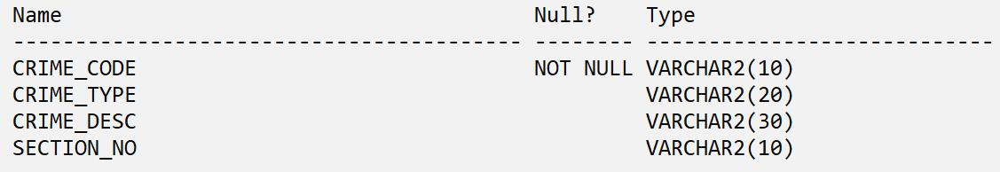 Name Null? Type
----------------------------------------- -------- ----------------------------
CRIME_CODE NOT NULL VARCHAR2(10)
CRIME_TYPE VARCHAR2(20)
CRIME_DESC VARCHAR2(30)
SECTION_NO VARCHAR2(10)